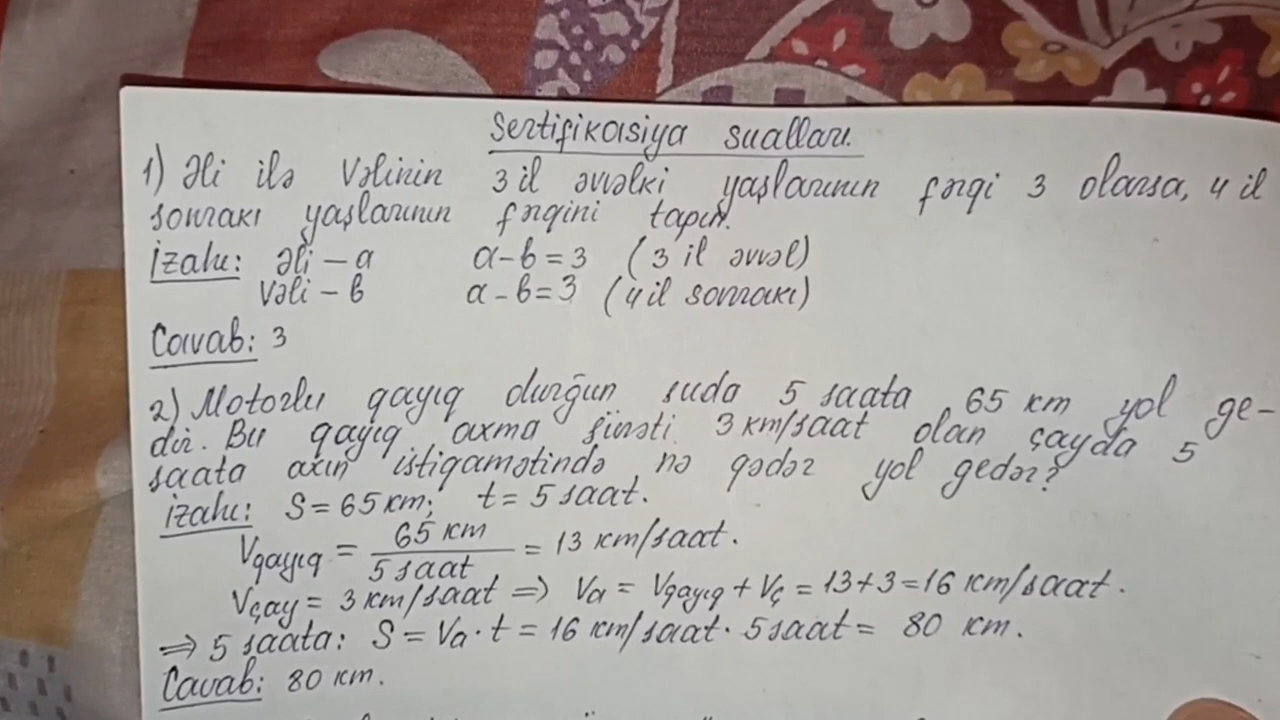 Sertifikasiya sualları.
1) Əli ilə Vəlinin 3 il əvvəlki yaşlarının fərqi 3 olarsa, 4 il
sonrakı yaşlarının fərqini tapın.
İzahı: Əli – a a – b = 3 (3 il əvvəl)
Vəli – b a – b = 3 (4 il sonrakı)
Cavab: 3
2) Motorlu qayıq durğun suda 5 saata 65 km yol ge-
dir. Bu qayıq axma sürəti 3 km/saat olan çayda 5
saata axın istiqamətində nə qədər yol gedər?
İzahı: S = 65 km; t = 5 saat.
Vqayıq = 65 km / 5 saat = 13 km/saat.
Vçay = 3 km/saat ⇒ Va = Vqayıq + Vç = 13+3 = 16 km/saat.
⇒ 5 saata: S = Va · t = 16 km/saat · 5 saat = 80 km.
Cavab: 80 km.